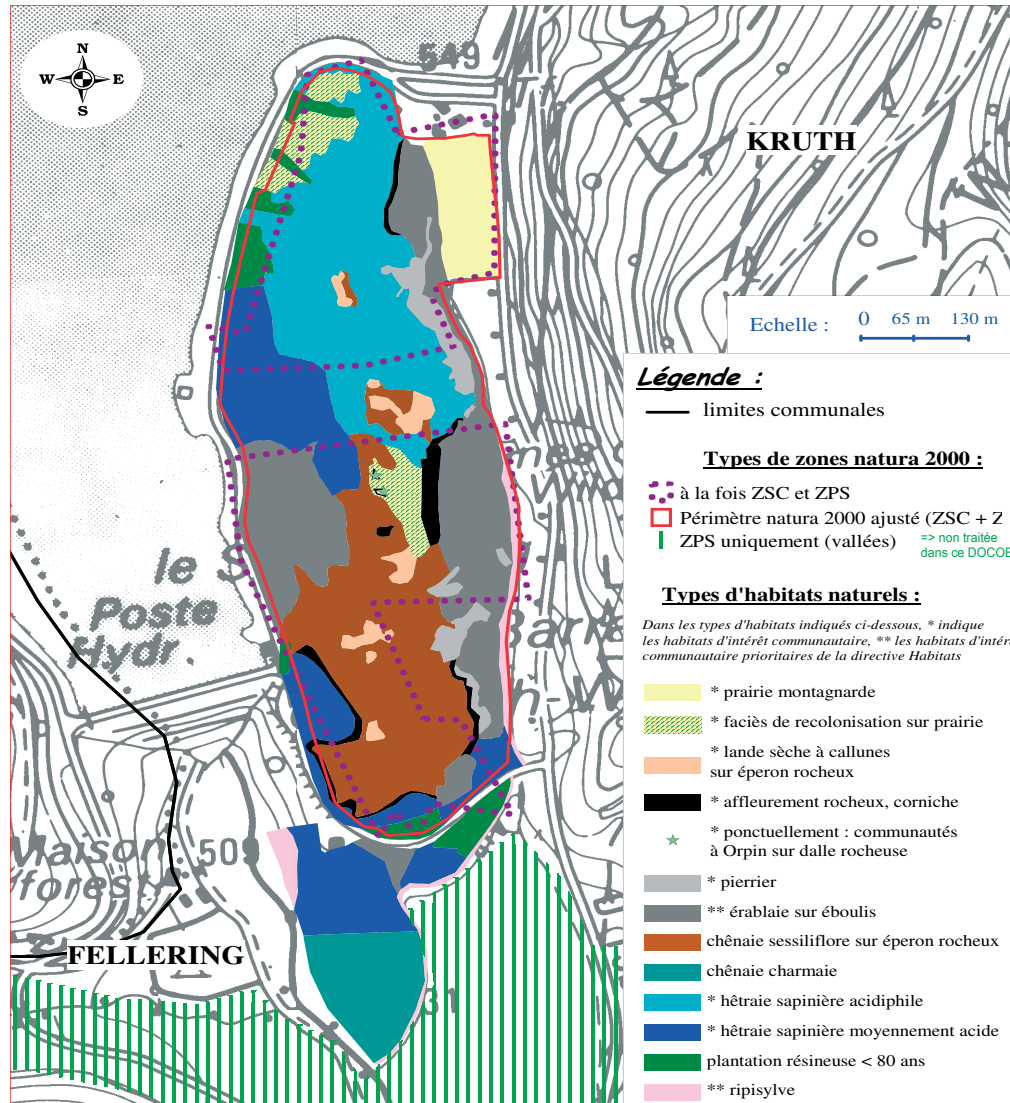 N
W E
S
549
KRUTH
Echelle : 0 65 m 130 m
Légende :
limites communales
Types de zones natura 2000 :
à la fois ZSC et ZPS
Périmètre natura 2000 ajusté (ZSC + Z
ZPS uniquement (vallées)
=> non traitée
dans ce DOCOB
Types d'habitats naturels :
Dans les types d'habitats indiqués ci-dessous, * indique
les habitats d'intérêt communautaire, ** les habitats d'intér
communautaire prioritaires de la directive Habitats
* prairie montagnarde
* faciès de recolonisation sur prairie
* lande sèche à callunes
sur éperon rocheux
* affleurement rocheux, corniche
* ponctuellement : communautés
à Orpin sur dalle rocheuse
* pierrier
** érablaie sur éboulis
chênaie sessiliflore sur éperon rocheux
chênaie charmaie
* hêtraie sapinière acidiphile
* hêtraie sapinière moyennement acide
plantation résineuse < 80 ans
** ripisylve
le S
Poste
Hydr
Maison
forest
FELLERING